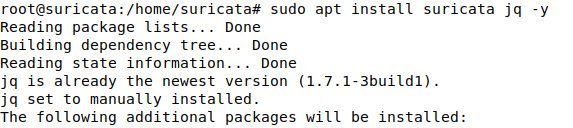 root@suricata:/home/suricata# sudo apt install suricata jq -y
Reading package lists... Done
Building dependency tree... Done
Reading state information... Done
jq is already the newest version (1.7.1-3build1).
jq set to manually installed.
The following additional packages will be installed: